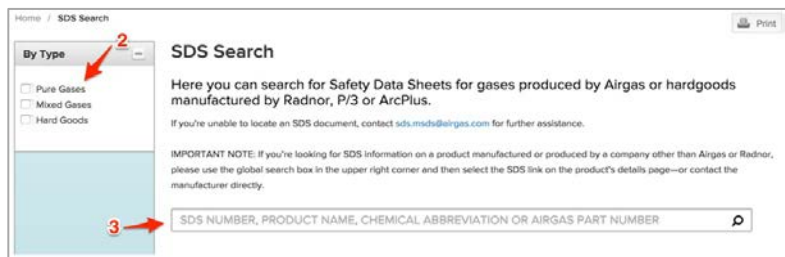 Home / SDS Search
Print
2
By Type
Pure Gases
Mixed Gases
Hard Goods
SDS Search
Here you can search for Safety Data Sheets for gases produced by Airgas or hardgoods
manufactured by Radnor, P/3 or ArcPlus.
If you're unable to locate an SDS document, contact sds.msds@airgas.com for further assistance.
IMPORTANT NOTE: If you're looking for SDS information on a product manufactured or produced by a company other than Airgas or Radnor,
please use the global search box in the upper right corner and then select the SDS link on the product's details page—or contact the
manufacturer directly.
3
SDS NUMBER, PRODUCT NAME, CHEMICAL ABBREVIATION OR AIRGAS PART NUMBER